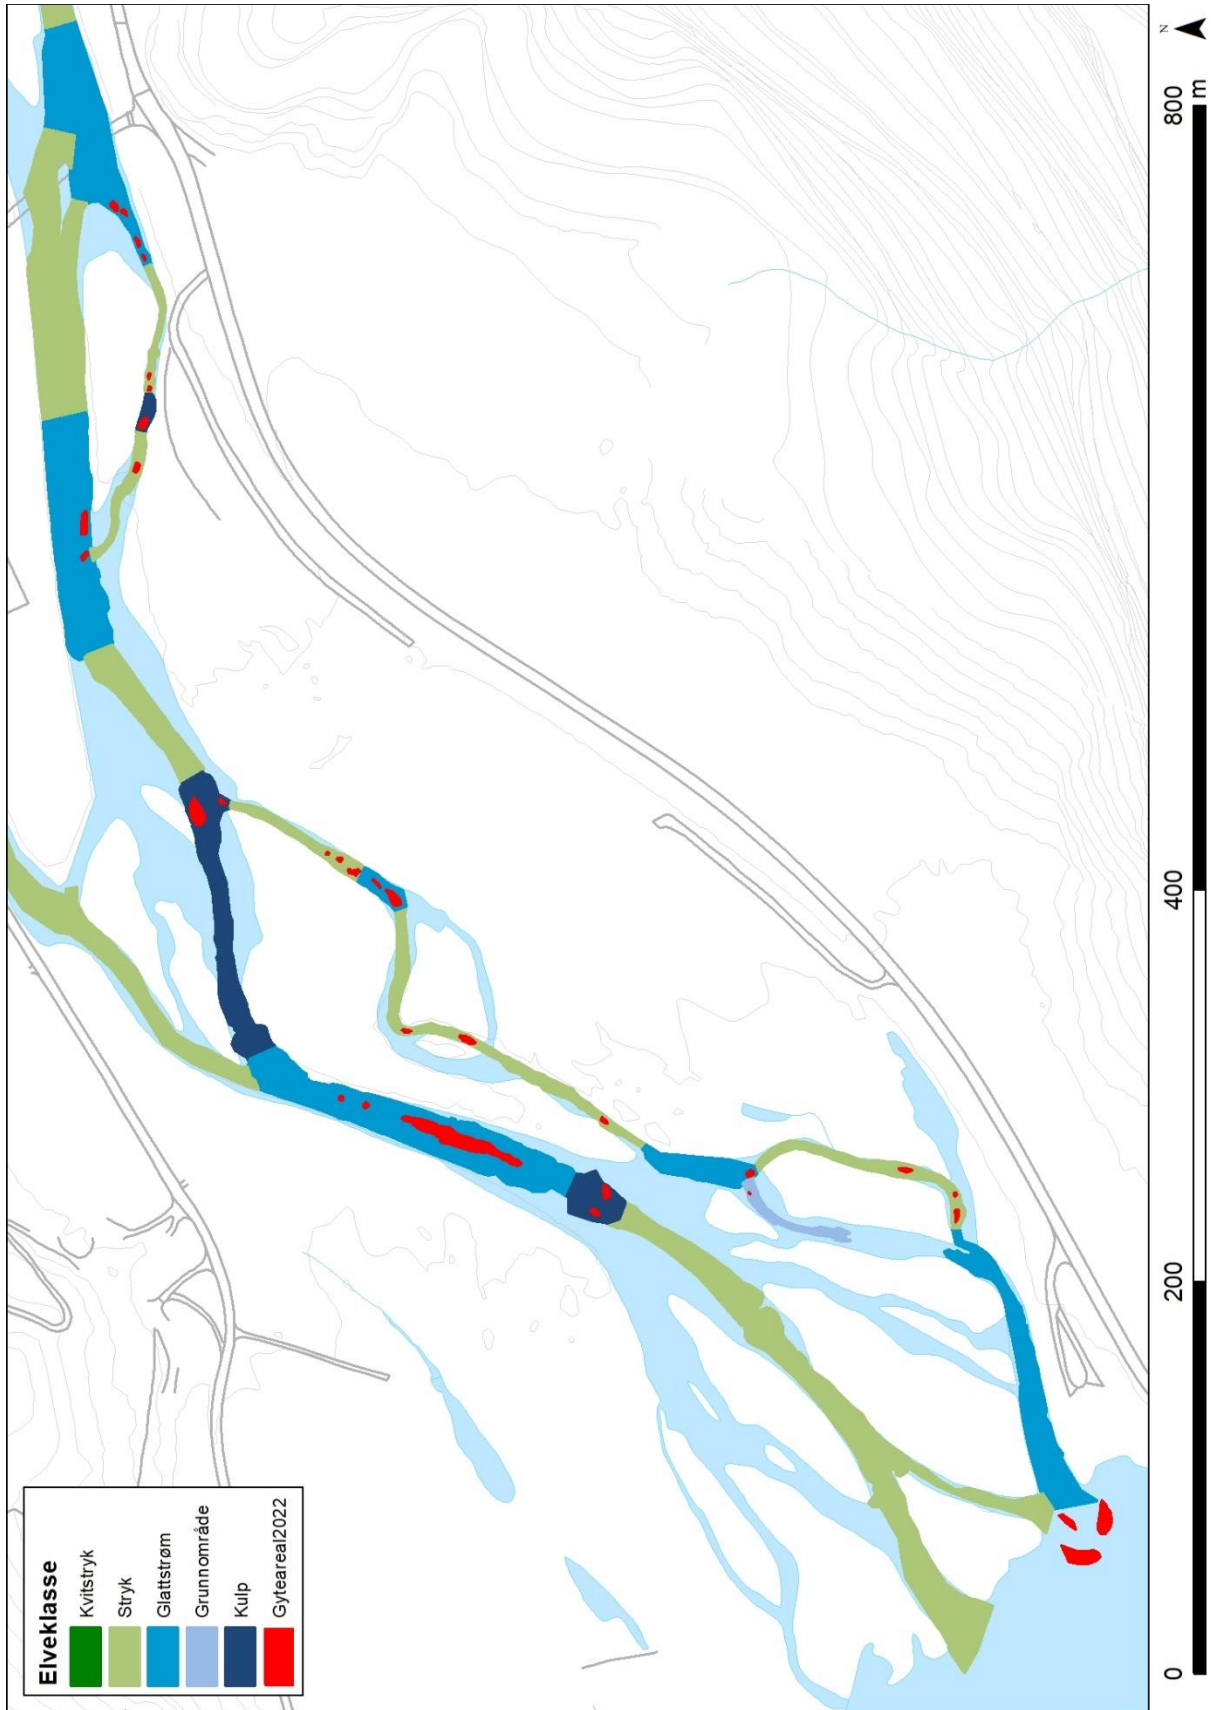 Elveklasse
Kvitstryk
Stryk
Glattstrøm
Grunnområde
Kulp
Gyteareal2022
0 200 400 800
m
N